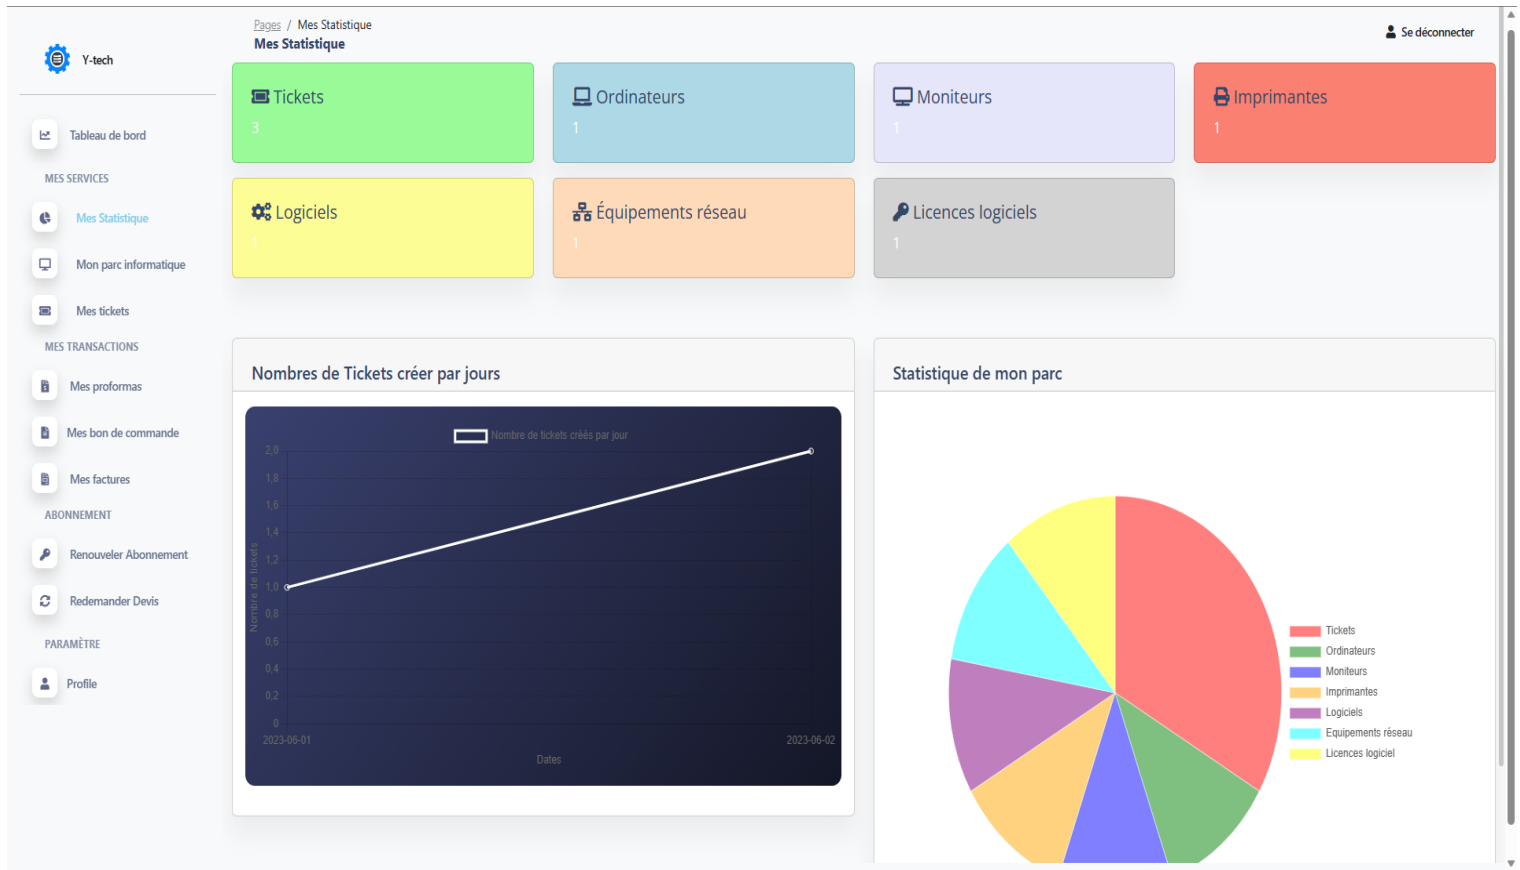 Y-tech
Tableau de bord
MES SERVICES
Mes Statistique
Mon parc informatique
Mes tickets
MES TRANSACTIONS
Mes proformas
Mes bon de commande
Mes factures
ABONNEMENT
Renouveler Abonnement
Redemander Devis
PARAMÈTRE
Profile
Pages / Mes Statistique
Mes Statistique
Se déconnecter
Tickets
3
Ordinateurs
1
Moniteurs
1
Imprimantes
1
Logiciels
1
Équipements réseau
1
Licences logiciels
1
Nombres de Tickets créer par jours
Nombre de tickets créés par jour
Nombre de tickets
2,0
1,8
1,6
1,4
1,2
1,0
0,8
0,6
0,4
0,2
0
2023-06-01
2023-06-02
Dates
Statistique de mon parc
Tickets
Ordinateurs
Moniteurs
Imprimantes
Logiciels
Equipements réseau
Licences logiciel